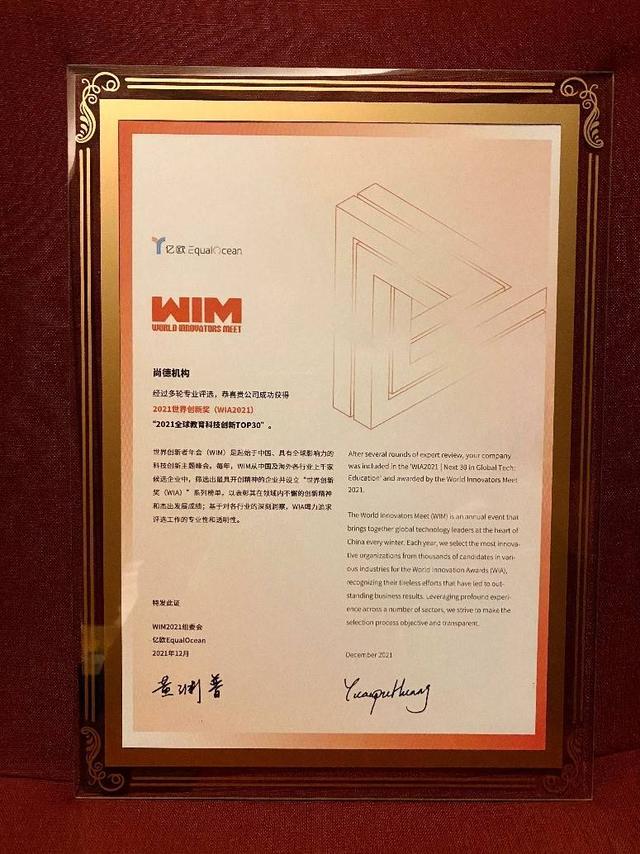 亿欧 EqualOcean
WIM
WORLD INNOVATORS MEET
尚德机构
经过多轮专业评选，恭喜贵公司成功获得
2021世界创新奖（WIA2021）
“2021全球教育科技创新TOP30”。
世界创新者年会（WIM）是起始于中国、具有全球影响力的
科技创新主题峰会。每年，WIM从中国及海外各行业上千家
候选企业中，筛选出最具开创精神的企业并设立“世界创新
奖（WIA）”系列榜单，以表彰其在领域内不懈的创新精神
和杰出发展成绩；基于对各行业的深刻洞察，WIA竭力追求
评选工作的专业性和透明性。
特发此证
WIM2021组委会
亿欧EqualOcean
2021年12月
黄渊普
After several rounds of expert review, your company
was included in the 'WIA2021 | Next 30 in Global Tech:
Education' and awarded by the World Innovators Meet
2021.
The World Innovators Meet (WIM) is an annual event that
brings together global technology leaders at the heart of
China every winter. Each year, we select the most innova-
tive organizations from thousands of candidates in vari-
ous industries for the World Innovation Awards (WIA),
recognizing their tireless efforts that have led to out-
standing business results. Leveraging profound experi-
ence across a number of sectors, we strive to make the
selection process objective and transparent.
December 2021
Yuanpu Huang